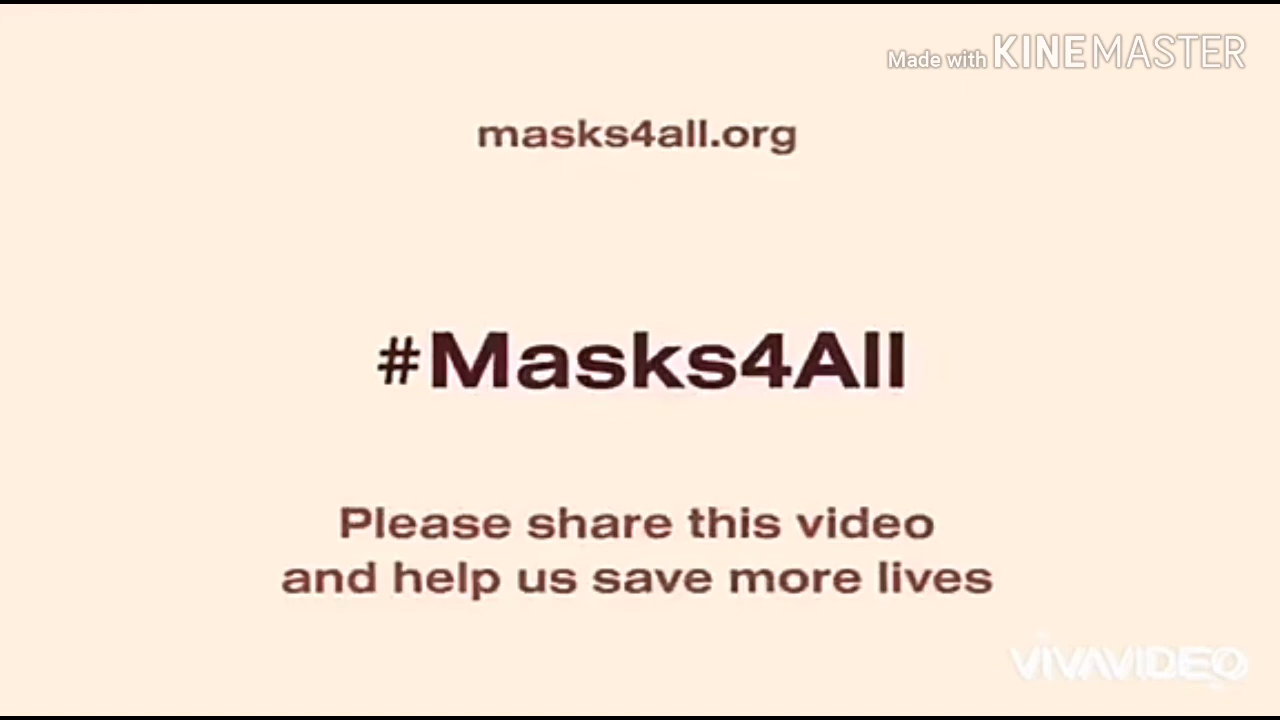 Made with KINEMASTER
masks4all.org
#Masks4All
Please share this video
and help us save more lives
VIVAVIDEO